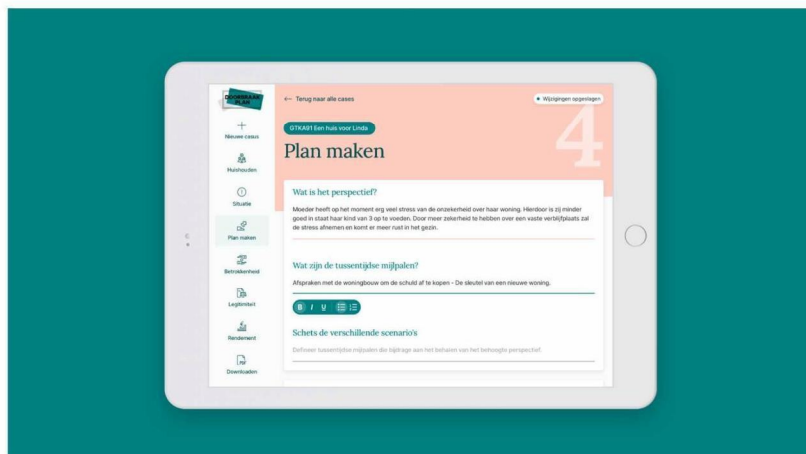 DOORBRAAK
PLAN
← Terug naar alle cases
Wijzigingen opgeslagen
Nieuwe casus
GTKA91 Een huis voor Linda
4
Plan maken
Huishouden
Situatie
Plan maken
Betrokkenheid
Legitimiteit
Rendement
Downloaden
Wat is het perspectief?
Moeder heeft op het moment erg veel stress van de onzekerheid over haar woning. Hierdoor is zij minder
goed in staat haar kind van 3 op te voeden. Door meer zekerheid te hebben over een vaste verblijfplaats zal
de stress afnemen en komt er meer rust in het gezin.
Wat zijn de tussentijdse mijlpalen?
Afspraken met de woningbouw om de schuld af te kopen - De sleutel van een nieuwe woning.
B I U
Schets de verschillende scenario's
Definieer tussentijdse mijlpalen die bijdrage aan het behalen van het beoogde perspectief.